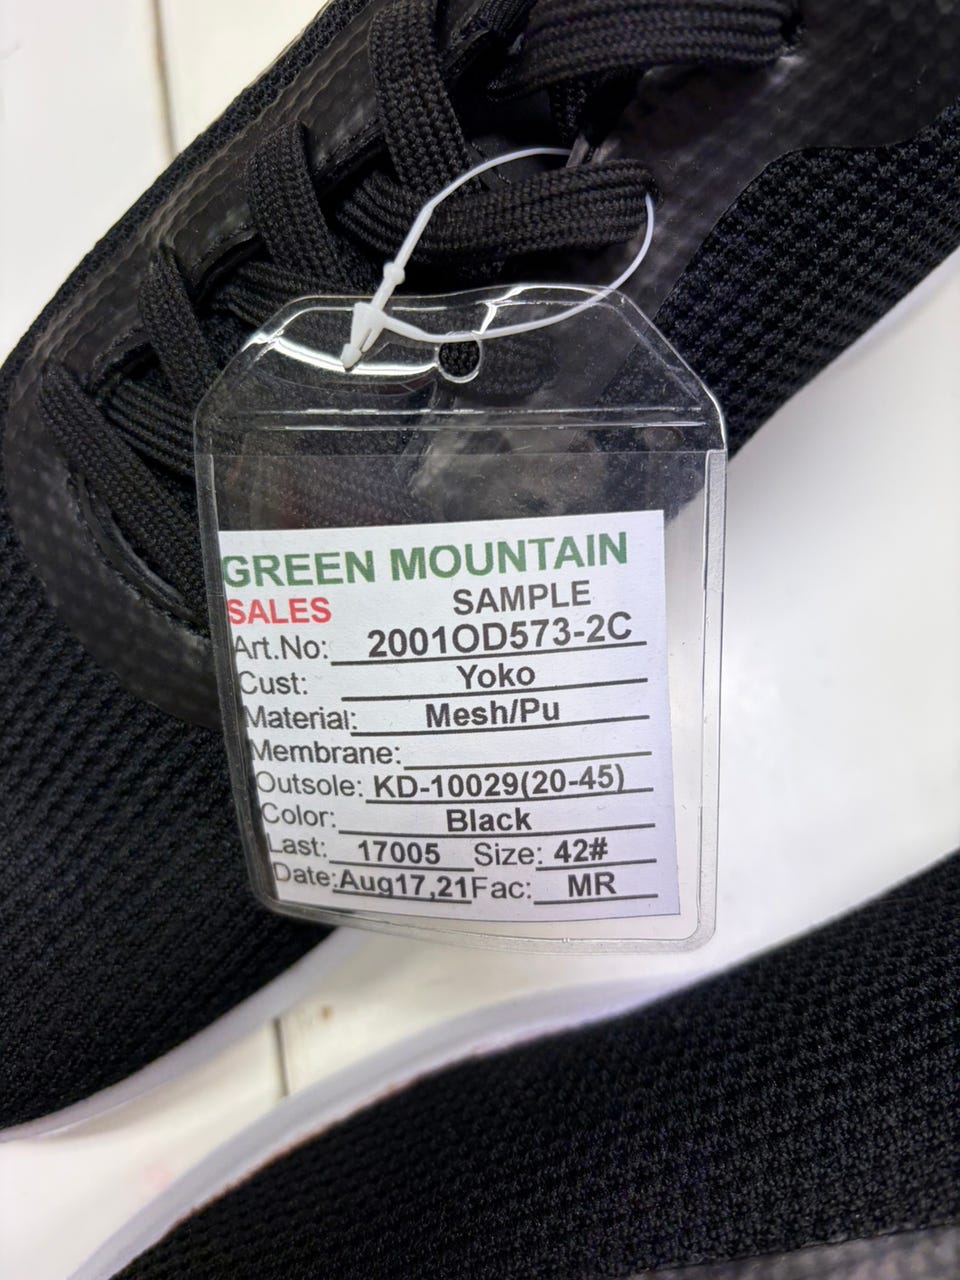 GREEN MOUNTAIN
SALES SAMPLE
Art.No: 2001OD573-2C
Cust: Yoko
Material: Mesh/Pu
Membrane:
Outsole: KD-10029(20-45)
Color: Black
Last: 17005 Size: 42#
Date: Aug17,21 Fac: MR